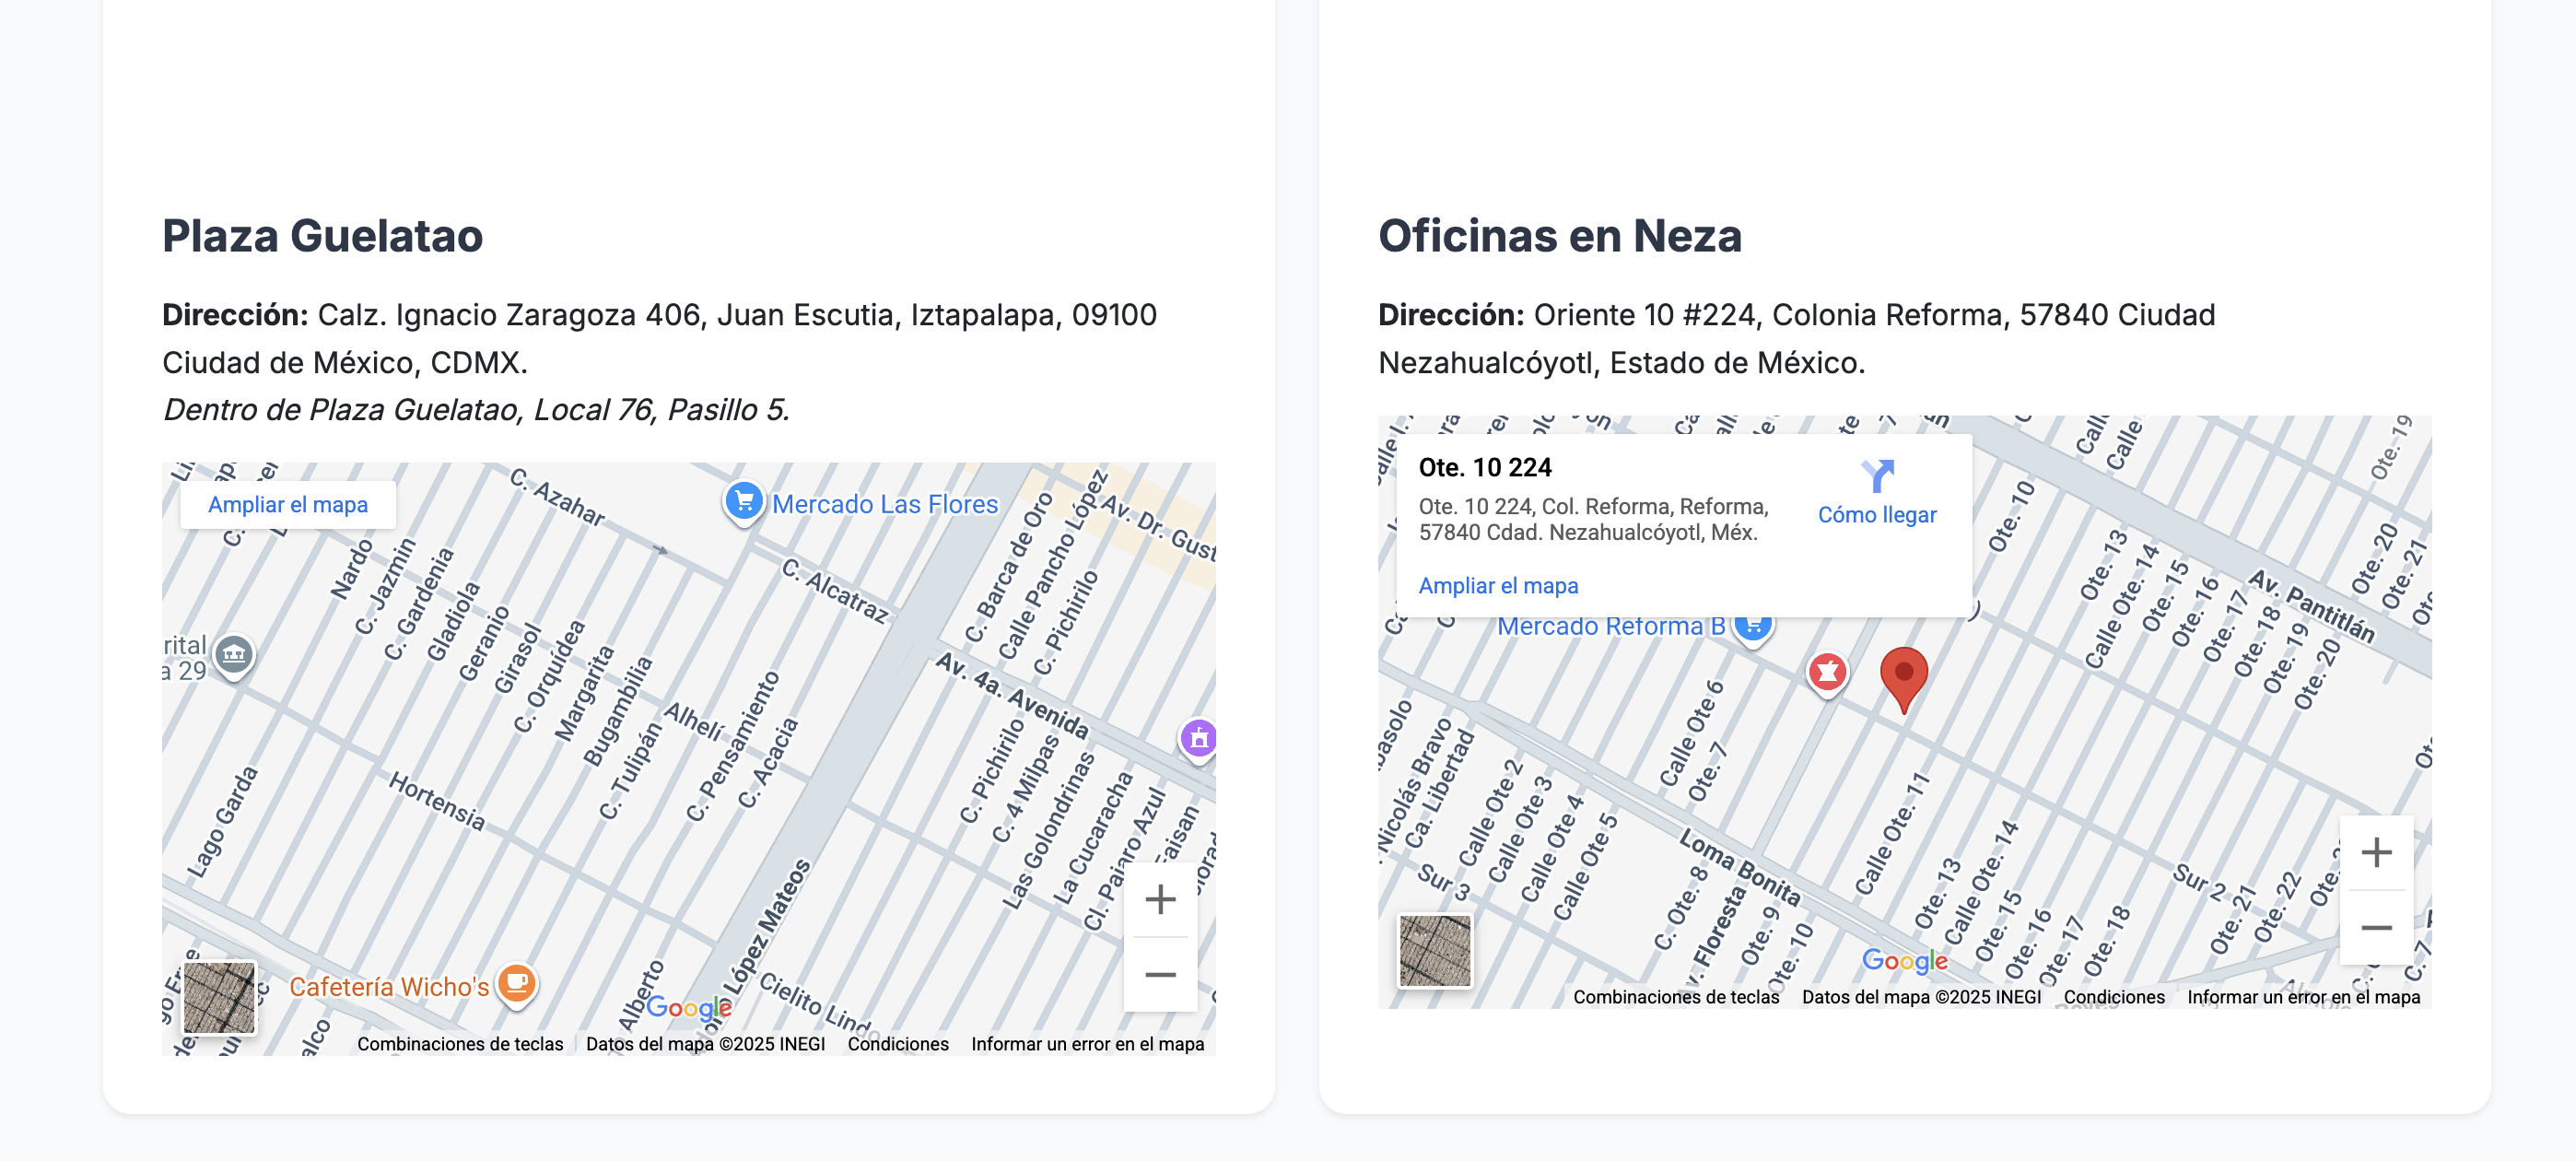 Plaza Guelatao
Dirección: Calz. Ignacio Zaragoza 406, Juan Escutia, Iztapalapa, 09100
Ciudad de México, CDMX.
Dentro de Plaza Guelatao, Local 76, Pasillo 5.
Ampliar el mapa
C. Azahar
Mercado Las Flores
C. Barca de Oro
Calle Pancho López
Av. Dr. Gust
C. Pichirilo
C. Alcatraz
Nardo
C. Jazmin
C. Gardenia
Gladiola
Geranio
Girasol
C. Orquídea
Margarita
Bugambilia
C. Tulipán
Alhelí
C. Pensamiento
C. Acacia
Av. 4a. Avenida
rital
a 29
Hortensia
Lago Garda
C. Pichirilo
C. 4 Milpas
Las Golondrinas
La Cucaracha
Cl. Pajaro Azul
Faisan
López Mateos
Cielito Lindo
Alberto
Cafetería Wicho's
Google
Combinaciones de teclas
Datos del mapa ©2025 INEGI
Condiciones
Informar un error en el mapa
Oficinas en Neza
Dirección: Oriente 10 #224, Colonia Reforma, 57840 Ciudad
Nezahualcóyotl, Estado de México.
Ote. 10 224
Ote. 10 224, Col. Reforma, Reforma,
57840 Cdad. Nezahualcóyotl, Méx.
Cómo llegar
Ampliar el mapa
Mercado Reforma B
Ote. 10
Calle
Ote. 19
Ote. 13
Calle Ote. 14
Ote. 15
Ote. 16
Ote. 17
Ote. 18
Ote. 19
Ote. 20
Av. Pantitlán
Ote. 20
Ote. 21
Nicolás Bravo
Ca. Libertad
Calle Ote 2
Calle Ote 3
Calle Ote 4
Calle Ote 5
Calle Ote 6
Ote. 7
Sur 3
Loma Bonita
C. Ote. 8
Av. Floresta
Ote. 9
Ote. 10
Calle Ote. 11
Ote. 13
Calle Ote. 14
Ote. 15
Ote. 16
Ote. 17
Ote. 18
Sur 2
Ote. 21
Ote. 22
Google
Combinaciones de teclas
Datos del mapa ©2025 INEGI
Condiciones
Informar un error en el mapa